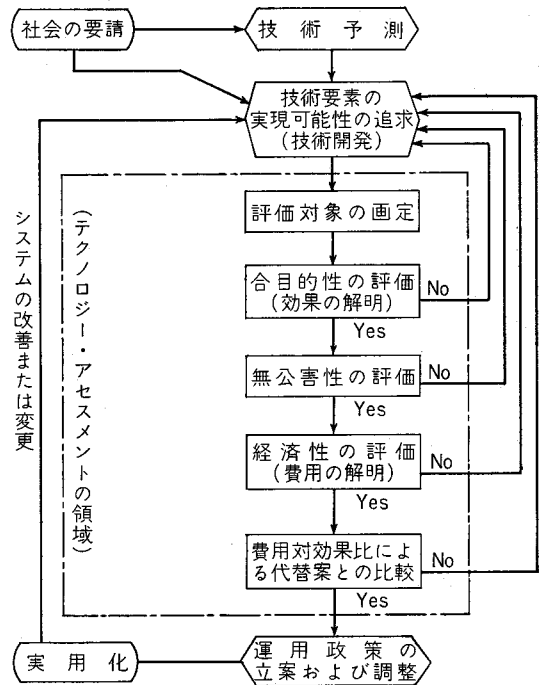 社会の要請
技術予測
技術要素の
実現可能性の追求
(技術開発)
評価対象の画定
合目的性の評価
(効果の解明)
No
Yes
無公害性の評価
No
Yes
経済性の評価
(費用の解明)
No
Yes
費用対効果比によ
る代替案との比較
No
Yes
運用政策の
立案および調整
実用化
システムの改善または変更
(テクノロジー・アセスメントの領域)